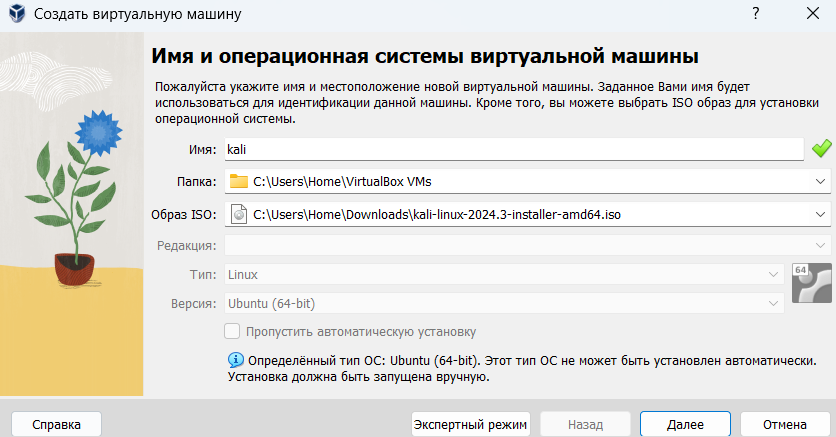 Создать виртуальную машину
?
Имя и операционная системы виртуальной машины
Пожалуйста укажите имя и местоположение новой виртуальной машины. Заданное Вами имя будет
использоваться для идентификации данной машины. Кроме того, вы можете выбрать ISO образ для установки
операционной системы.
Имя: kali
Папка: C:\Users\Home\VirtualBox VMs
Образ ISO: C:\Users\Home\Downloads\kali-linux-2024.3-installer-amd64.iso
Редакция:
Тип: Linux
64
Версия: Ubuntu (64-bit)
Пропустить автоматическую установку
Определённый тип ОС: Ubuntu (64-bit). Этот тип ОС не может быть установлен автоматически.
Установка должна быть запущена вручную.
Справка Экспертный режим Назад Далее Отмена